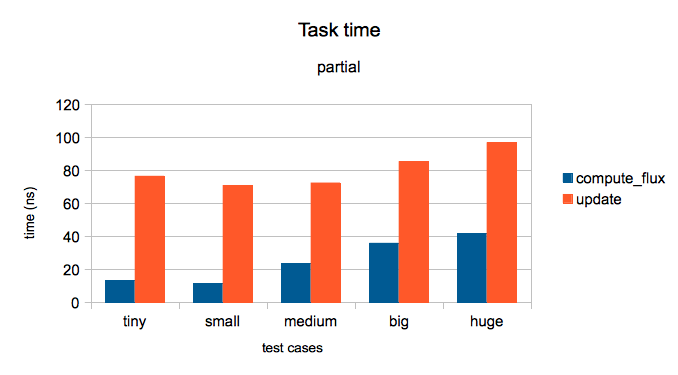 Task time
partial
120
100
80
60
40
20
0
time (ns)
tiny small medium big huge
test cases
compute_flux
update